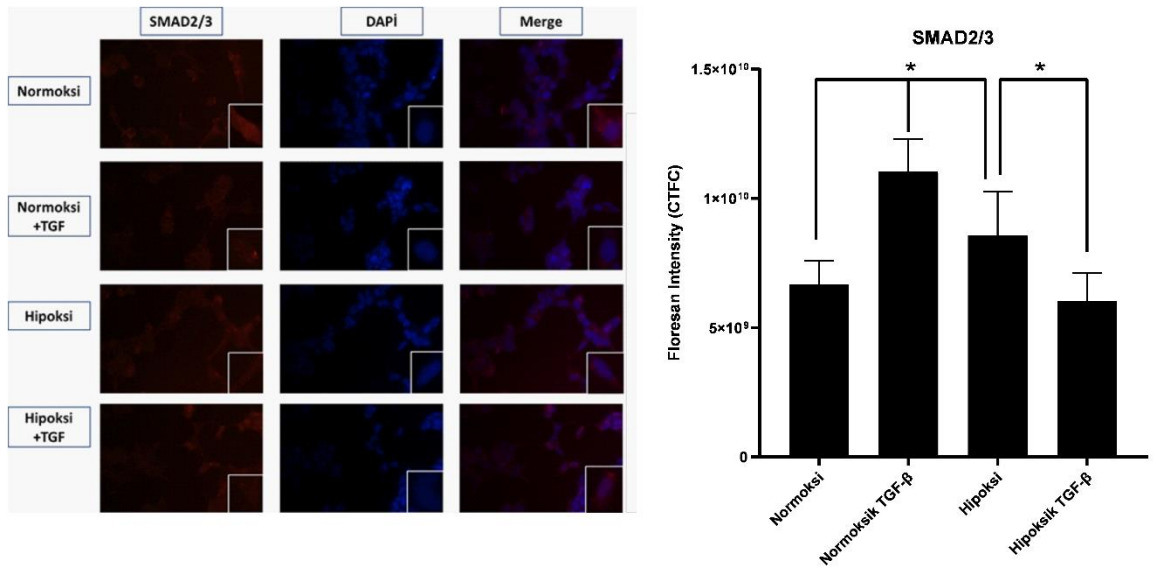 SMAD2/3
DAPİ
Merge
Normoksi
Normoksi
+TGF
Hipoksi
Hipoksi
+TGF
SMAD2/3
Floresan Intensity (CTFC)
1.5×10¹⁰
1×10¹⁰
5×10⁹
0
*
*
Normoksi
Normoksik TGF-β
Hipoksi
Hipoksik TGF-β